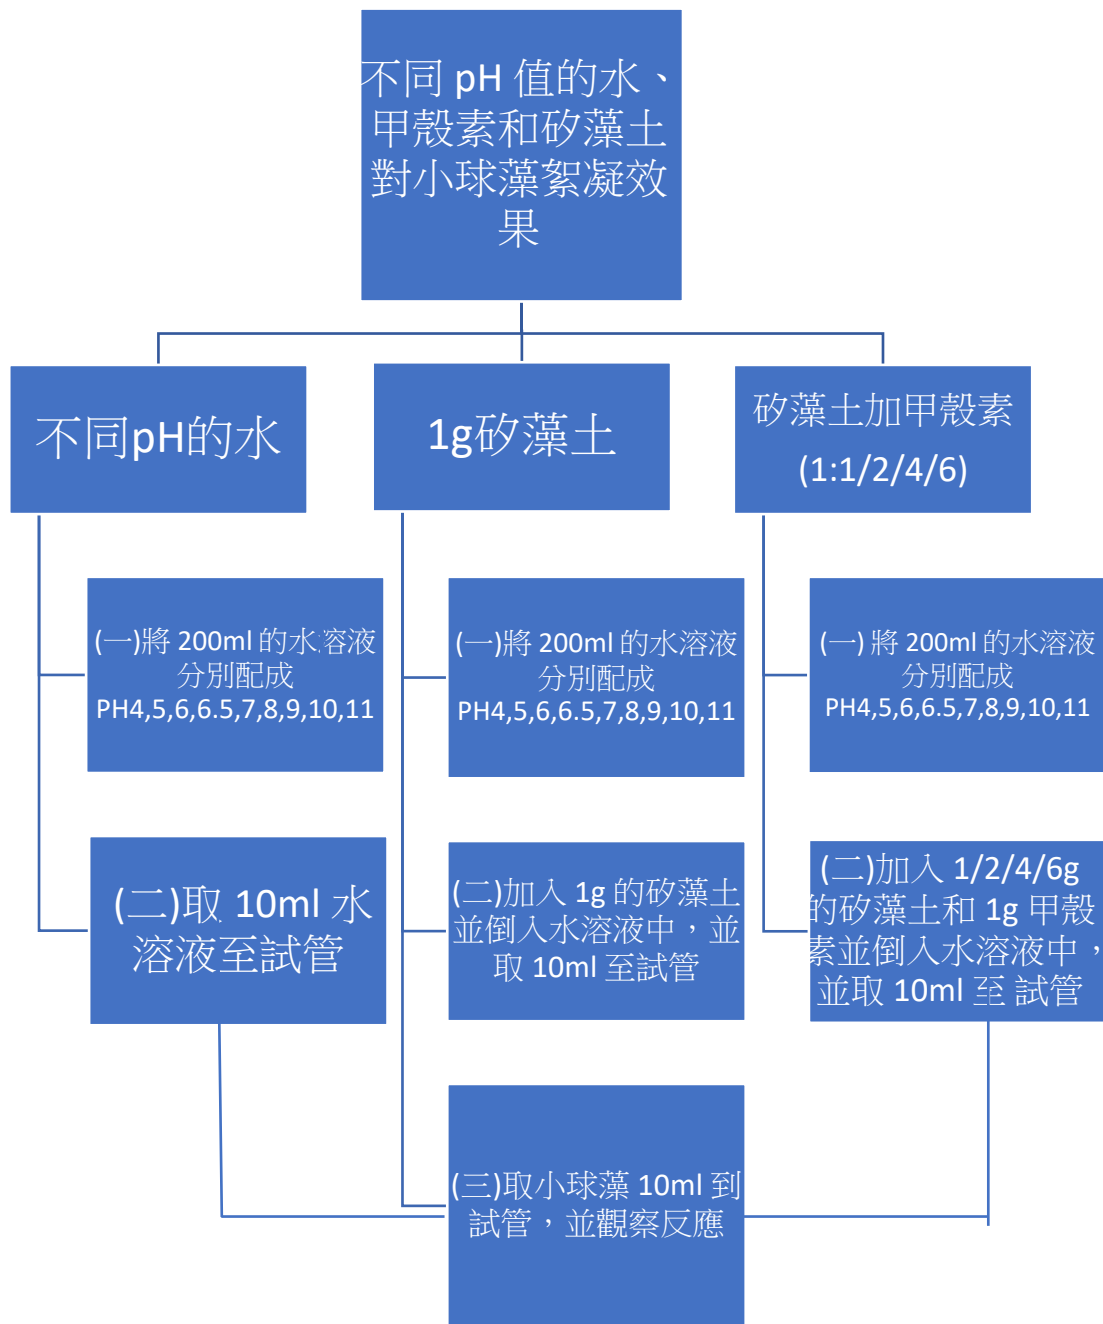 不同 pH 值的水、
甲殼素和矽藻土
對小球藻絮凝效
果
不同pH的水
1g矽藻土
矽藻土加甲殼素
(1:1/2/4/6)
(一)將 200ml 的水溶液
分別配成
PH4,5,6,6.5,7,8,9,10,11
(一)將 200ml 的水溶液
分別配成
PH4,5,6,6.5,7,8,9,10,11
(一) 將 200ml 的水溶液
分別配成
PH4,5,6,6.5,7,8,9,10,11
(二)取 10ml 水
溶液至試管
(二)加入 1g 的矽藻土
並倒入水溶液中，並
取 10ml 至試管
(二)加入 1/2/4/6g
的矽藻土和 1g 甲殼
素並倒入水溶液中，
並取 10ml 至 試管
(三)取小球藻 10ml 到
試管，並觀察反應